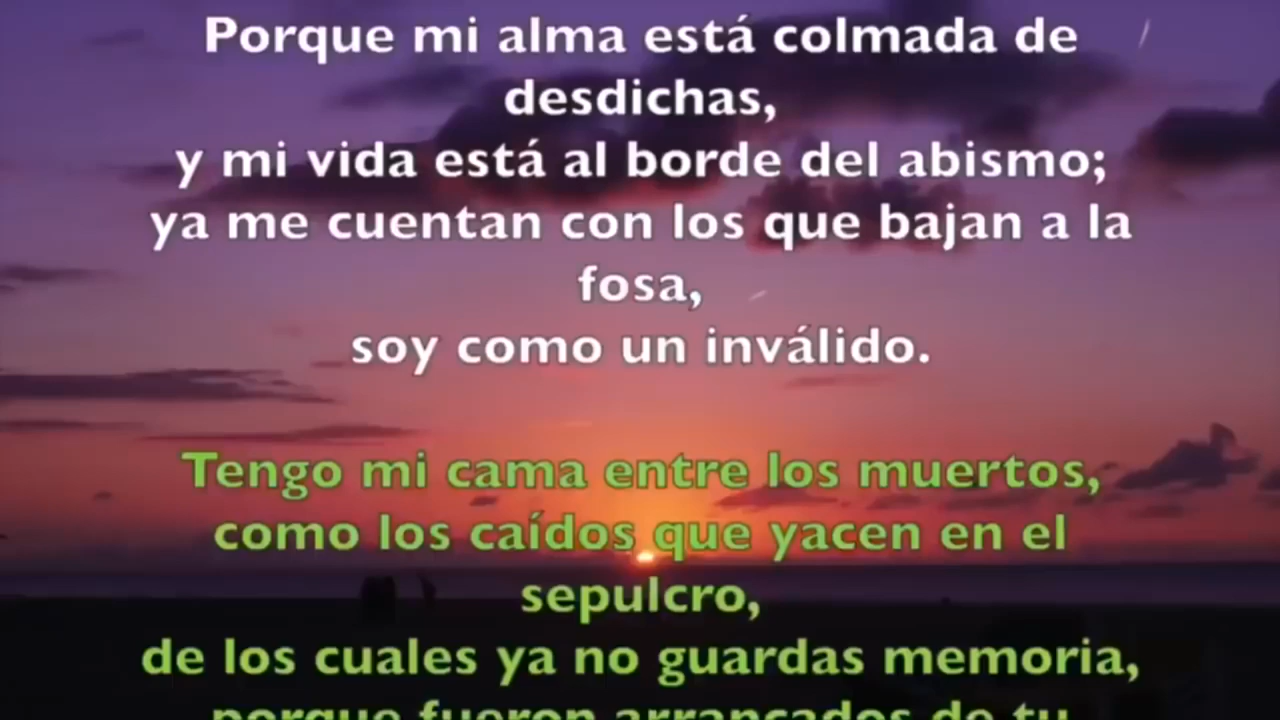 Porque mi alma está colmada de
desdichas,
y mi vida está al borde del abismo;
ya me cuentan con los que bajan a la
fosa,
soy como un inválido.
Tengo mi cama entre los muertos,
como los caídos que yacen en el
sepulcro,
de los cuales ya no guardas memoria,
porque fueron arrancados de tu